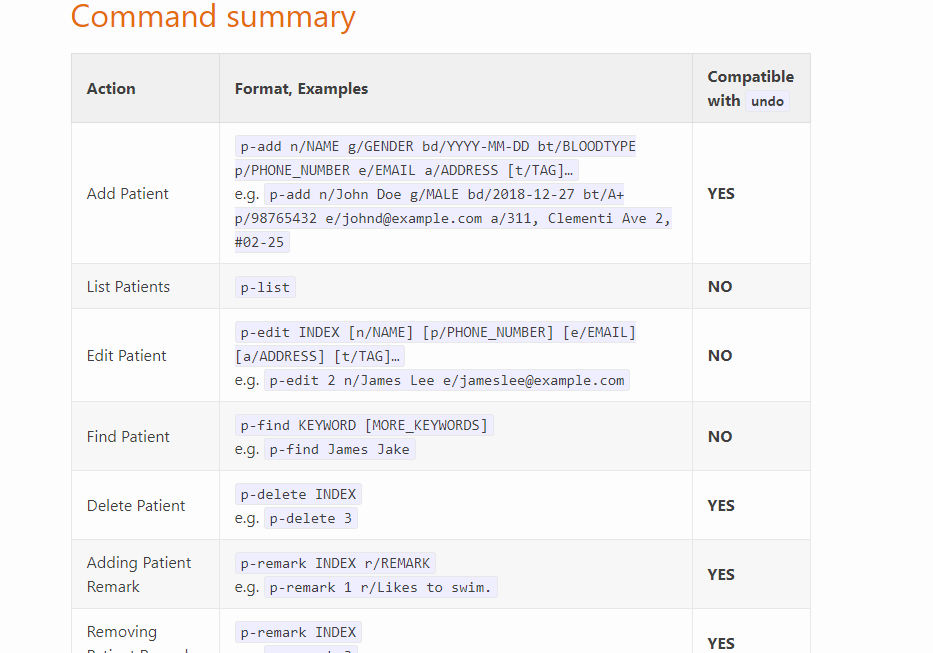 Command summary
Action
Format, Examples
Compatible
with undo
Add Patient
p-add n/NAME g/GENDER bd/YYYY-MM-DD bt/BLOODTYPE
p/PHONE_NUMBER e/EMAIL a/ADDRESS [t/TAG]…
e.g. p-add n/John Doe g/MALE bd/2018-12-27 bt/A+
p/98765432 e/johnd@example.com a/311, Clementi Ave 2,
#02-25
YES
List Patients
p-list
NO
Edit Patient
p-edit INDEX [n/NAME] [p/PHONE_NUMBER] [e/EMAIL]
[a/ADDRESS] [t/TAG]…
e.g. p-edit 2 n/James Lee e/jameslee@example.com
NO
Find Patient
p-find KEYWORD [MORE_KEYWORDS]
e.g. p-find James Jake
NO
Delete Patient
p-delete INDEX
e.g. p-delete 3
YES
Adding Patient
Remark
p-remark INDEX r/REMARK
e.g. p-remark 1 r/Likes to swim.
YES
Removing
p-remark INDEX
YES